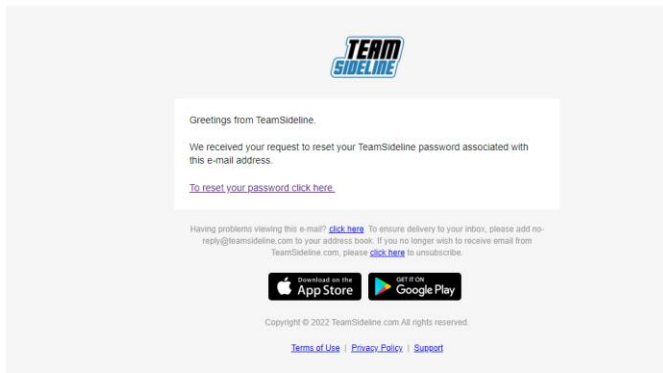 TEAM
SIDELINE
Greetings from TeamSideline.
We received your request to reset your TeamSideline password associated with
this e-mail address.
To reset your password click here.
Having problems viewing this e-mail? click here. To ensure delivery to your inbox, please add no-
reply@teamsideline.com to your address book. If you no longer wish to receive email from
TeamSideline.com, please click here to unsubscribe.
Download on the
App Store
GET IT ON
Google Play
Copyright © 2022 TeamSideline.com All rights reserved.
Terms of Use | Privacy Policy | Support